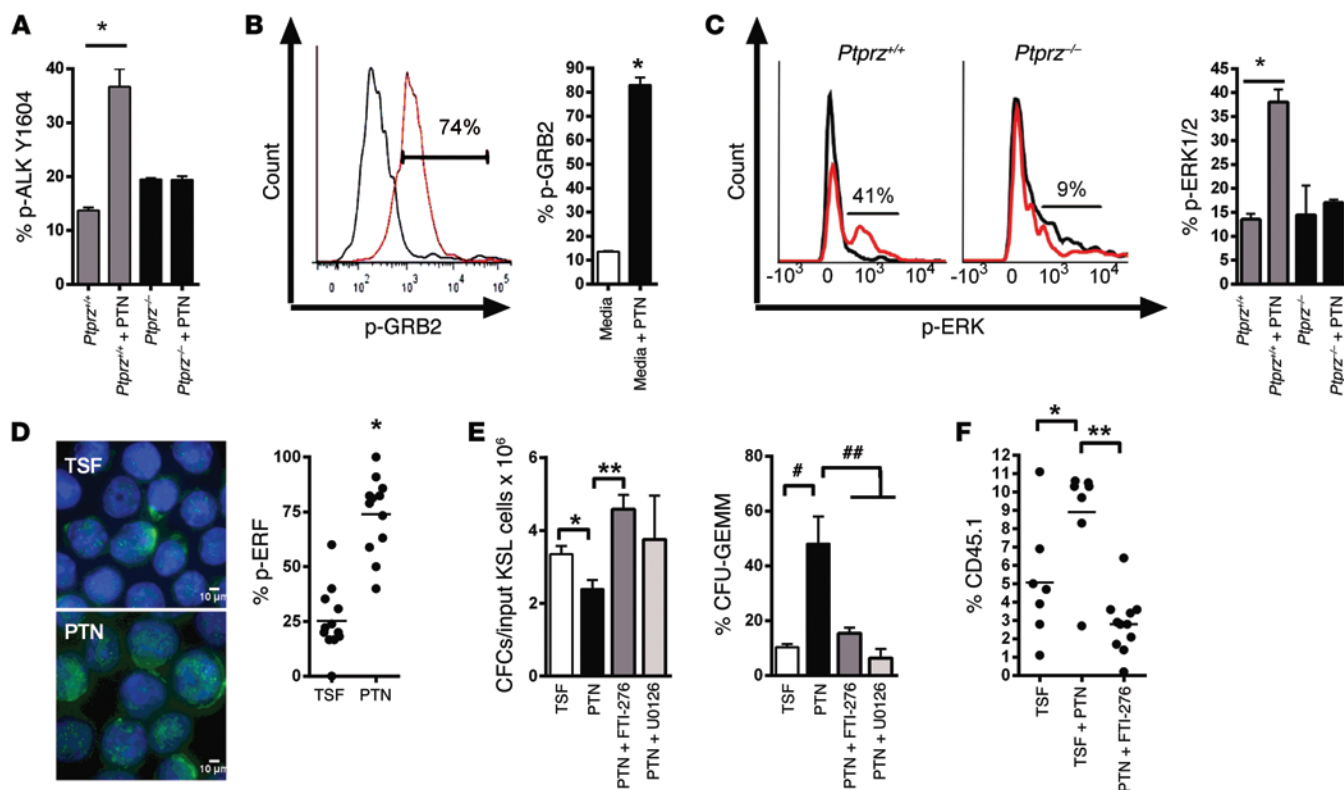 A
*
% p-ALK Y1604
40
30
20
10
0
Ptprz+/+
Ptprz+/+ + PTN
Ptprz–/–
Ptprz–/– + PTN
B
Count
74%
0
10²
10³
10⁴
10⁵
p-GRB2
*
% p-GRB2
90
80
70
60
50
40
30
20
10
0
Media
Media + PTN
C
Ptprz+/+
Ptprz–/–
Count
41%
9%
-10³
0
10³
10⁴
-10³
0
10³
10⁴
p-ERK
*
% p-ERK1/2
45
40
35
30
25
20
15
10
5
0
Ptprz+/+
Ptprz+/+ + PTN
Ptprz–/–
Ptprz–/– + PTN
D
TSF
10 µm
PTN
10 µm
*
% p-ERF
100
75
50
25
0
TSF
PTN
E
CFCs/input KSL cells x 10⁶
6
4
2
0
*
**
TSF
PTN
PTN + FTI-276
PTN + U0126
% CFU-GEMM
80
60
40
20
0
#
##
TSF
PTN
PTN + FTI-276
PTN + U0126
F
*
**
% CD45.1
12
11
10
9
8
7
6
5
4
3
2
1
0
TSF
TSF + PTN
PTN + FTI-276